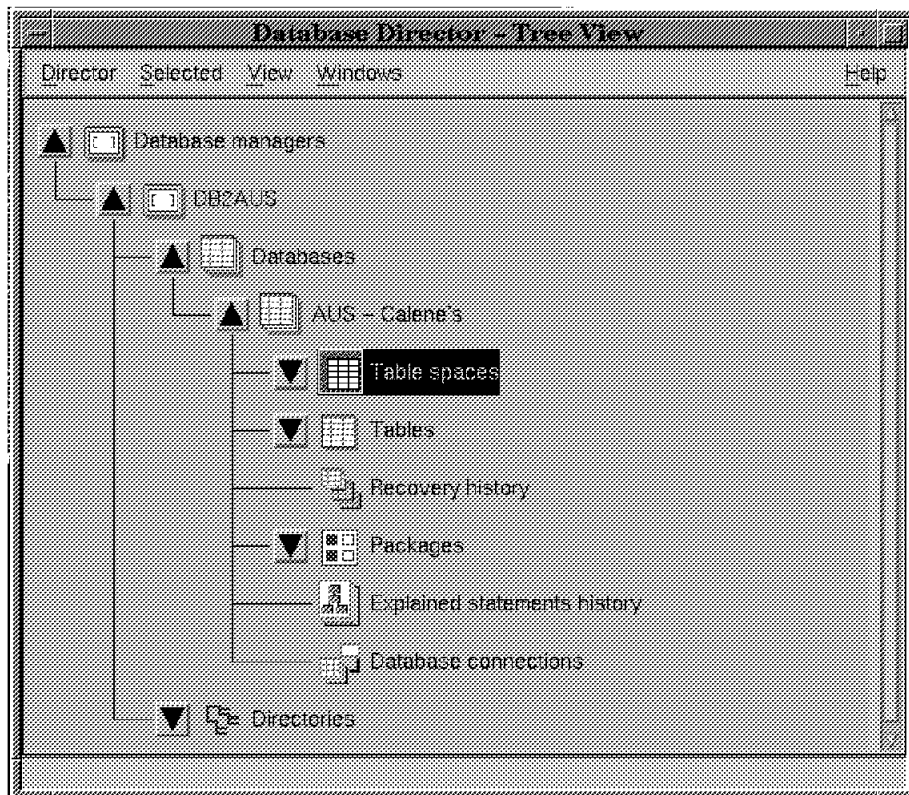 Database Director – Tree View
Director Selected View Windows Help
Database managers
DB2AUS
Databases
AUS – Calene's
Table spaces
Tables
Recovery history
Packages
Explained statements history
Database connections
Directories